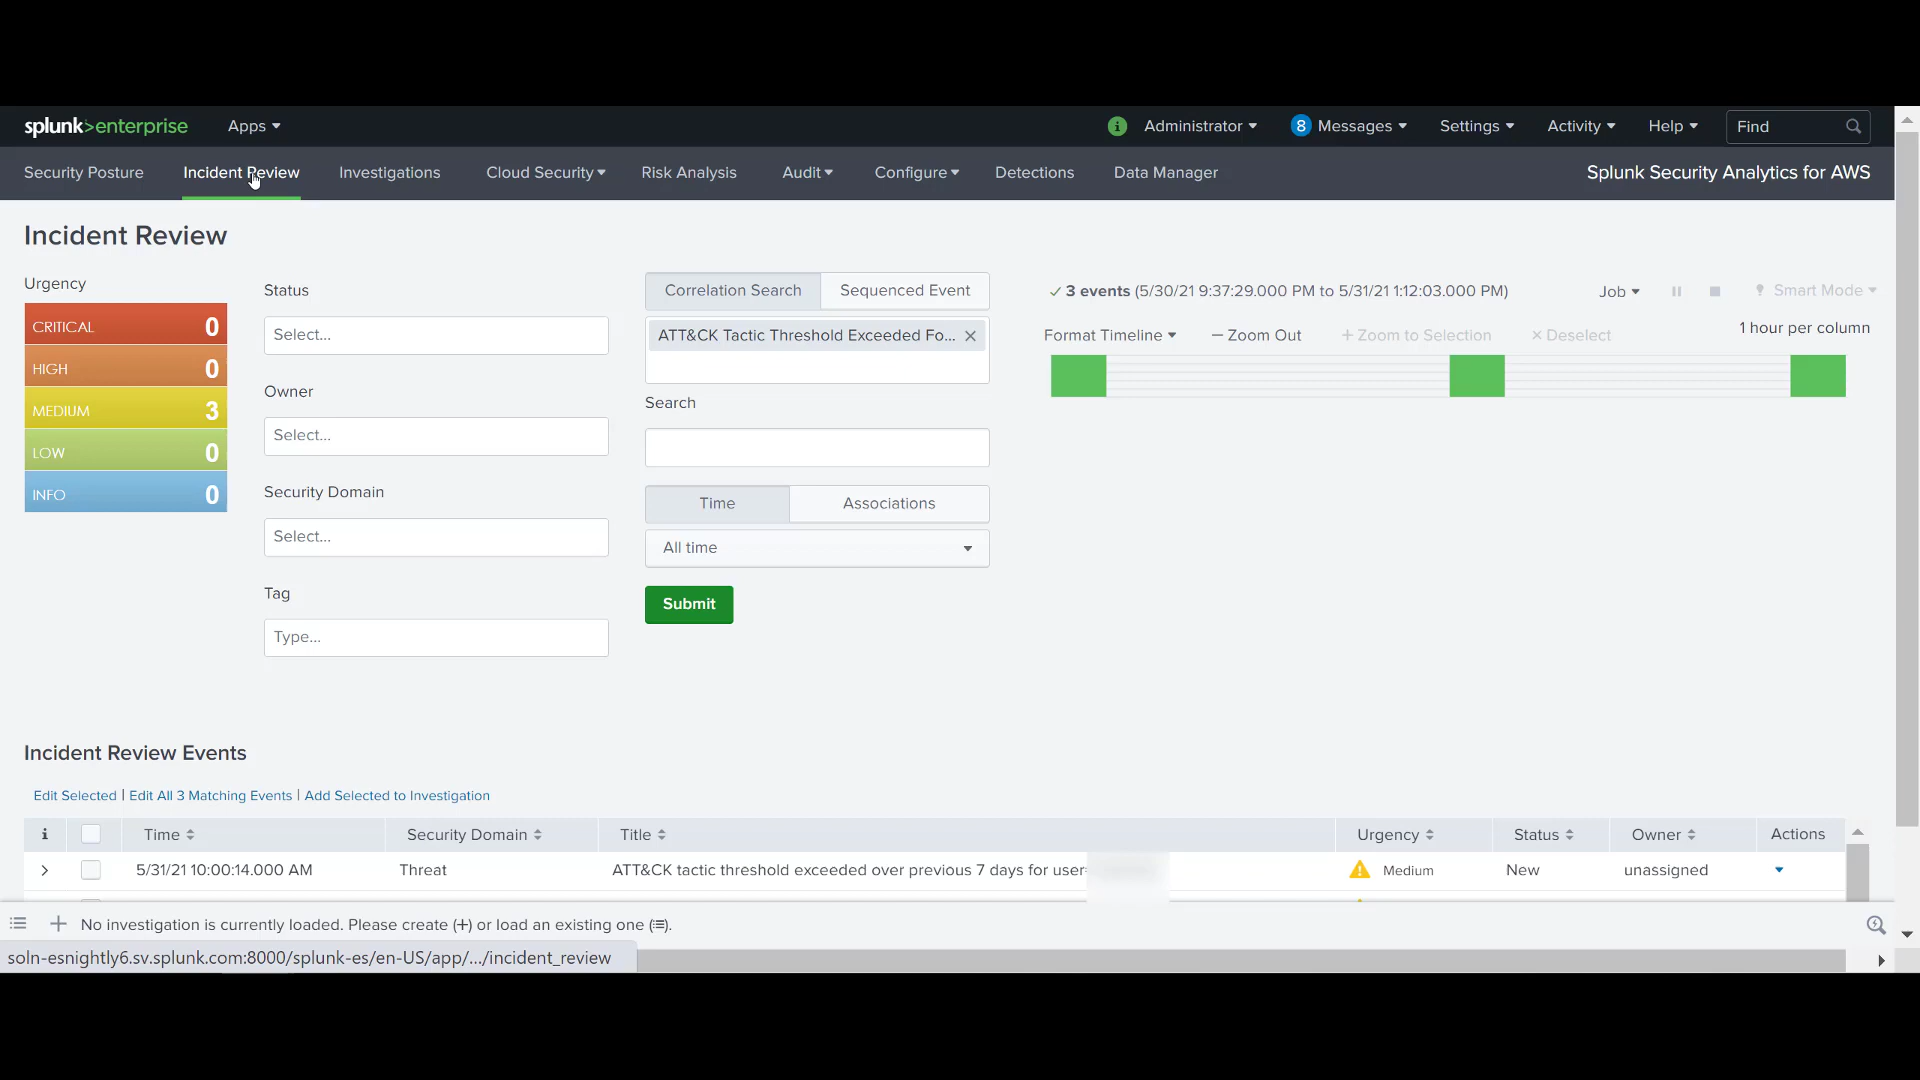 splunk>enterprise Apps Administrator 8 Messages Settings Activity Help Find
Security Posture Incident Review Investigations Cloud Security Risk Analysis Audit Configure Detections Data Manager Splunk Security Analytics for AWS
Incident Review
Urgency
CRITICAL 0
HIGH 0
MEDIUM 3
LOW 0
INFO 0
Status
Select...
Owner
Select...
Security Domain
Select...
Tag
Type...
Correlation Search Sequenced Event
ATT&CK Tactic Threshold Exceeded Fo...
Search
Time Associations
All time
Submit
✓ 3 events (5/30/21 9:37:29.000 PM to 5/31/21 1:12:03.000 PM) Job Smart Mode
Format Timeline — Zoom Out + Zoom to Selection × Deselect 1 hour per column
Incident Review Events
Edit Selected | Edit All 3 Matching Events | Add Selected to Investigation
i Time Security Domain Title Urgency Status Owner Actions
> 5/31/21 10:00:14.000 AM Threat ATT&CK tactic threshold exceeded over previous 7 days for user= Medium New unassigned
No investigation is currently loaded. Please create (+) or load an existing one (≔).
soln-esnightly6.sv.splunk.com:8000/splunk-es/en-US/app/.../incident_review